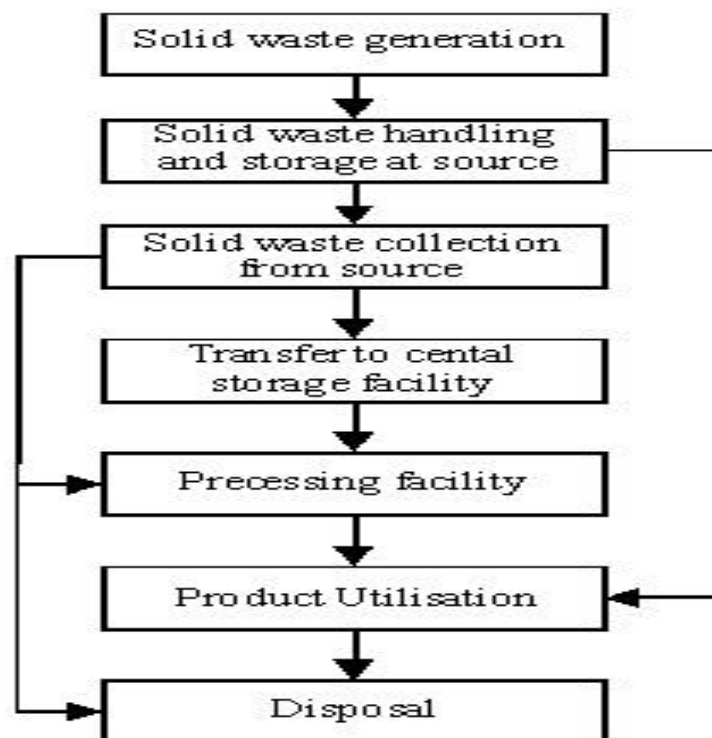 Solid waste generation
Solid waste handling
and storage at source
Solid waste collection
from source
Transfer to cental
storage facility
Precessing facility
Product Utilisation
Disposal